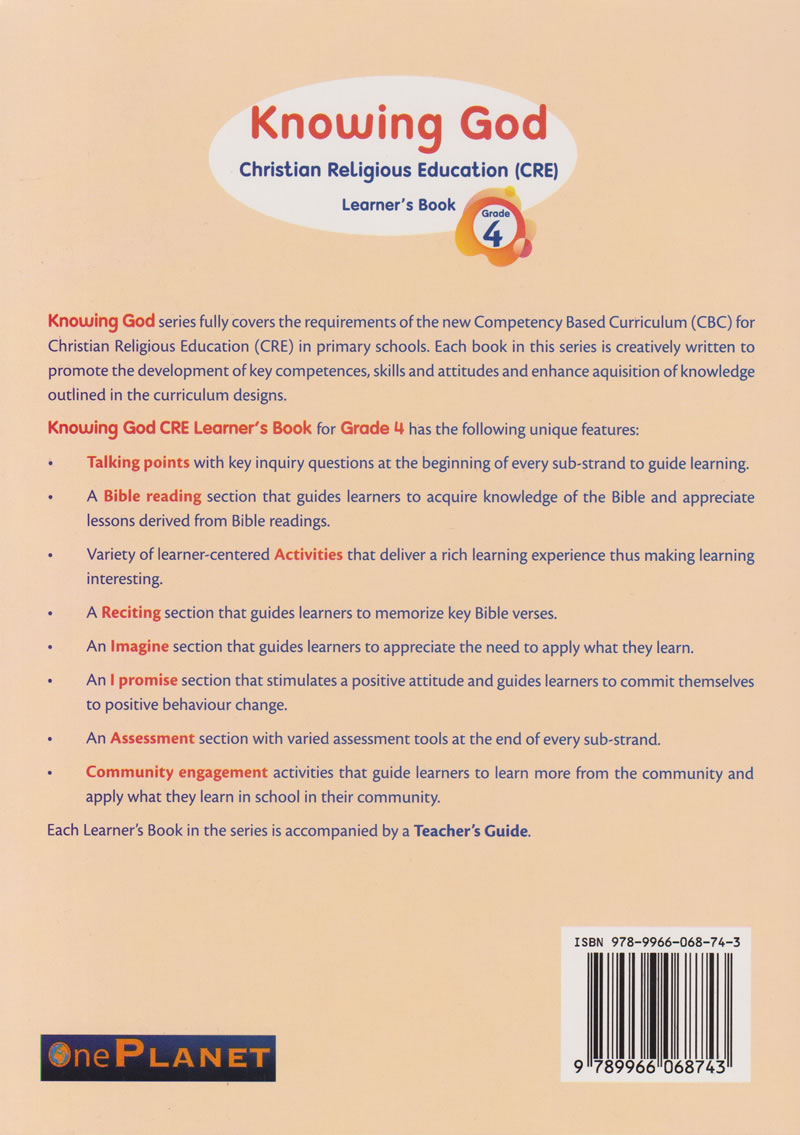 Knowing God
Christian Religious Education (CRE)
Learner's Book
Grade
4
Knowing God series fully covers the requirements of the new Competency Based Curriculum (CBC) for
Christian Religious Education (CRE) in primary schools. Each book in this series is creatively written to
promote the development of key competences, skills and attitudes and enhance aquisition of knowledge
outlined in the curriculum designs.
Knowing God CRE Learner's Book for Grade 4 has the following unique features:
• Talking points with key inquiry questions at the beginning of every sub-strand to guide learning.
• A Bible reading section that guides learners to acquire knowledge of the Bible and appreciate
lessons derived from Bible readings.
• Variety of learner-centered Activities that deliver a rich learning experience thus making learning
interesting.
• A Reciting section that guides learners to memorize key Bible verses.
• An Imagine section that guides learners to appreciate the need to apply what they learn.
• An I promise section that stimulates a positive attitude and guides learners to commit themselves
to positive behaviour change.
• An Assessment section with varied assessment tools at the end of every sub-strand.
• Community engagement activities that guide learners to learn more from the community and
apply what they learn in school in their community.
Each Learner's Book in the series is accompanied by a Teacher's Guide.
ISBN 978-9966-068-74-3
9 789966 068743
OnePLANET